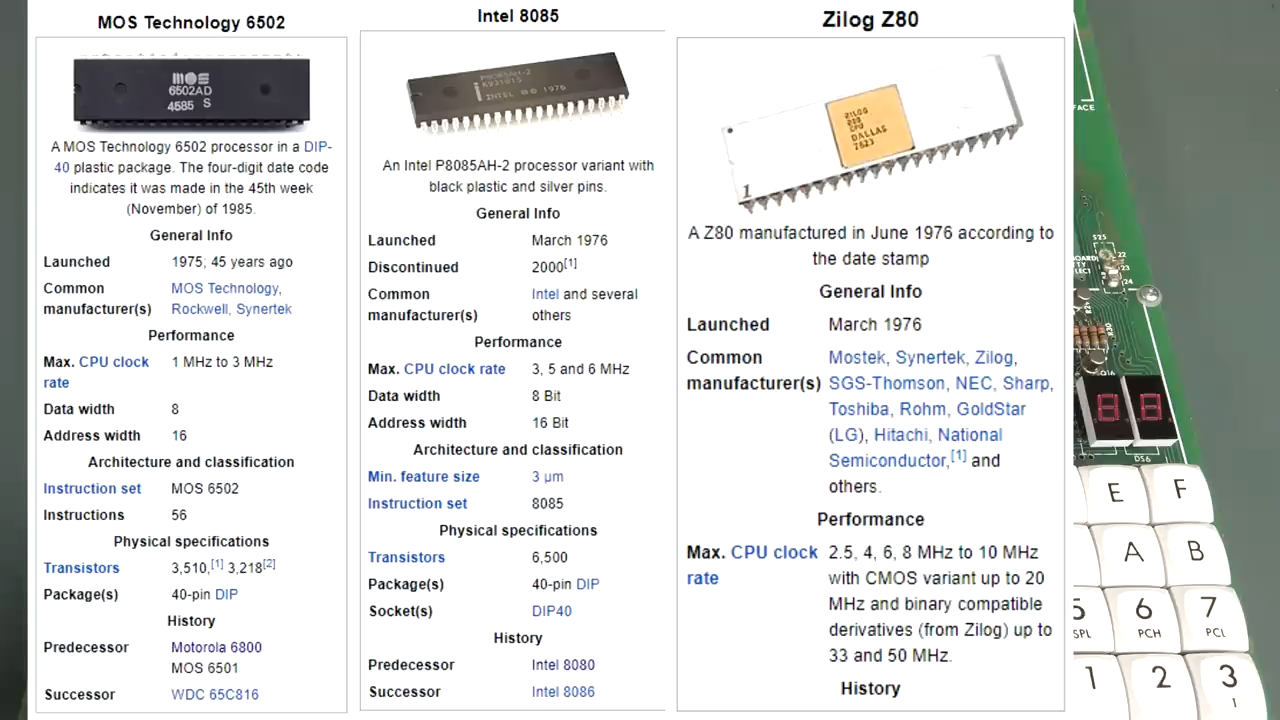 MOS Technology 6502
mos
6502AD
4585 S
A MOS Technology 6502 processor in a DIP-
40 plastic package. The four-digit date code
indicates it was made in the 45th week
(November) of 1985.
General Info
Launched 1975; 45 years ago
Common MOS Technology,
manufacturer(s) Rockwell, Synertek
Performance
Max. CPU clock 1 MHz to 3 MHz
rate
Data width 8
Address width 16
Architecture and classification
Instruction set MOS 6502
Instructions 56
Physical specifications
Transistors 3,510,[1] 3,218[2]
Package(s) 40-pin DIP
History
Predecessor Motorola 6800
MOS 6501
Successor WDC 65C816
Intel 8085
P8085AH-2
INTEL © 1976
An Intel P8085AH-2 processor variant with
black plastic and silver pins.
General Info
Launched March 1976
Discontinued 2000[1]
Common Intel and several
manufacturer(s) others
Performance
Max. CPU clock rate 3, 5 and 6 MHz
Data width 8 Bit
Address width 16 Bit
Architecture and classification
Min. feature size 3 µm
Instruction set 8085
Physical specifications
Transistors 6,500
Package(s) 40-pin DIP
Socket(s) DIP40
History
Predecessor Intel 8080
Successor Intel 8086
Zilog Z80
ZILOG
Z80
CPU
DALLAS
7623
1
A Z80 manufactured in June 1976 according to
the date stamp
General Info
Launched March 1976
Common Mostek, Synertek, Zilog,
manufacturer(s) SGS-Thomson, NEC, Sharp,
Toshiba, Rohm, GoldStar
(LG), Hitachi, National
Semiconductor,[1] and
others.
Performance
Max. CPU clock 2.5, 4, 6, 8 MHz to 10 MHz
rate with CMOS variant up to 20
MHz and binary compatible
derivatives (from Zilog) up to
33 and 50 MHz.
History
FACE
S25
22
23
24
DS6
E F
A B
5 6 7
SPL PCH PCL
1 2 3